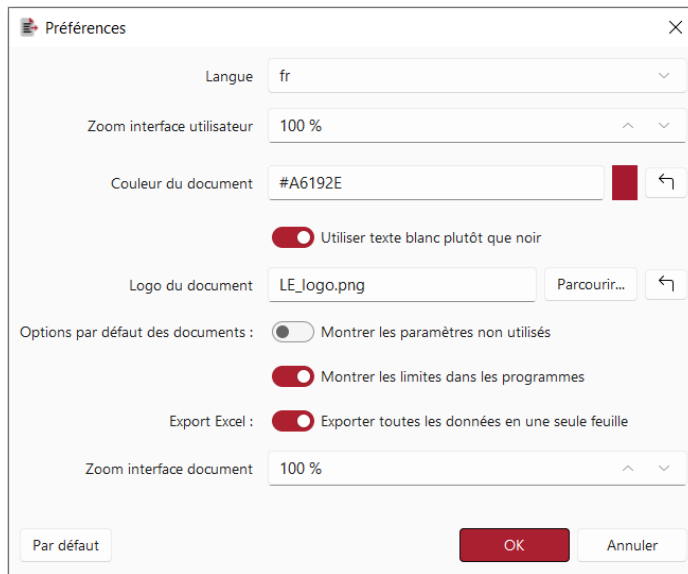 Préférences
Langue fr
Zoom interface utilisateur 100 %
Couleur du document #A6192E
Utiliser texte blanc plutôt que noir
Logo du document LE_logo.png Parcourir...
Options par défaut des documents : Montrer les paramètres non utilisés
Montrer les limites dans les programmes
Export Excel : Exporter toutes les données en une seule feuille
Zoom interface document 100 %
Par défaut OK Annuler